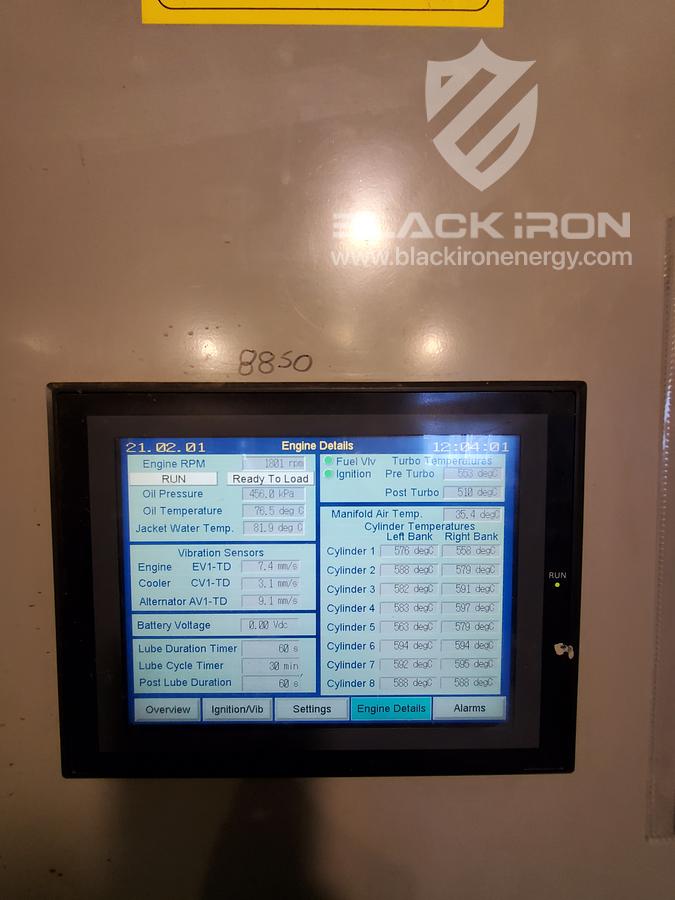 BLACK iRON
www.blackironenergy.com
8850
21.02.01 Engine Details 12:04:01
Engine RPM 1801 rpm
RUN Ready To Load
Oil Pressure 456.0 kPa
Oil Temperature 76.5 deg C
Jacket Water Temp. 81.9 deg C
Vibration Sensors
Engine EV1-TD 7.4 mm/s
Cooler CV1-TD 3.1 mm/s
Alternator AV1-TD 9.1 mm/s
Battery Voltage 0.00 Vdc
Lube Duration Timer 60 s
Lube Cycle Timer 30 min
Post Lube Duration 60 s
Fuel Vlv Turbo Temperatures
Ignition Pre Turbo 553 degC
Post Turbo 510 degC
Manifold Air Temp. 35.4 degC
Cylinder Temperatures
Left Bank Right Bank
Cylinder 1 576 degC 558 degC
Cylinder 2 588 degC 579 degC
Cylinder 3 582 degC 591 degC
Cylinder 4 583 degC 597 degC
Cylinder 5 563 degC 579 degC
Cylinder 6 594 degC 594 degC
Cylinder 7 592 degC 595 degC
Cylinder 8 588 degC 588 degC
Overview Ignition/Vib Settings Engine Details Alarms
RUN